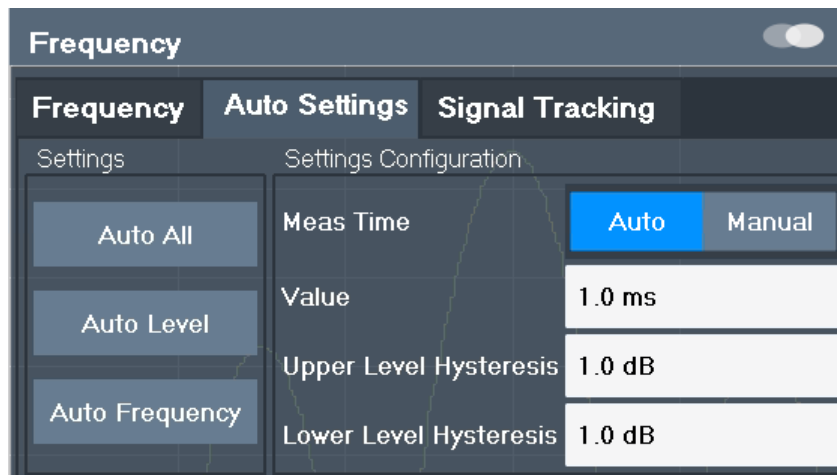 Frequency
Frequency Auto Settings Signal Tracking
Settings
Settings Configuration
Auto All
Auto Level
Auto Frequency
Meas Time Auto Manual
Value 1.0 ms
Upper Level Hysteresis 1.0 dB
Lower Level Hysteresis 1.0 dB